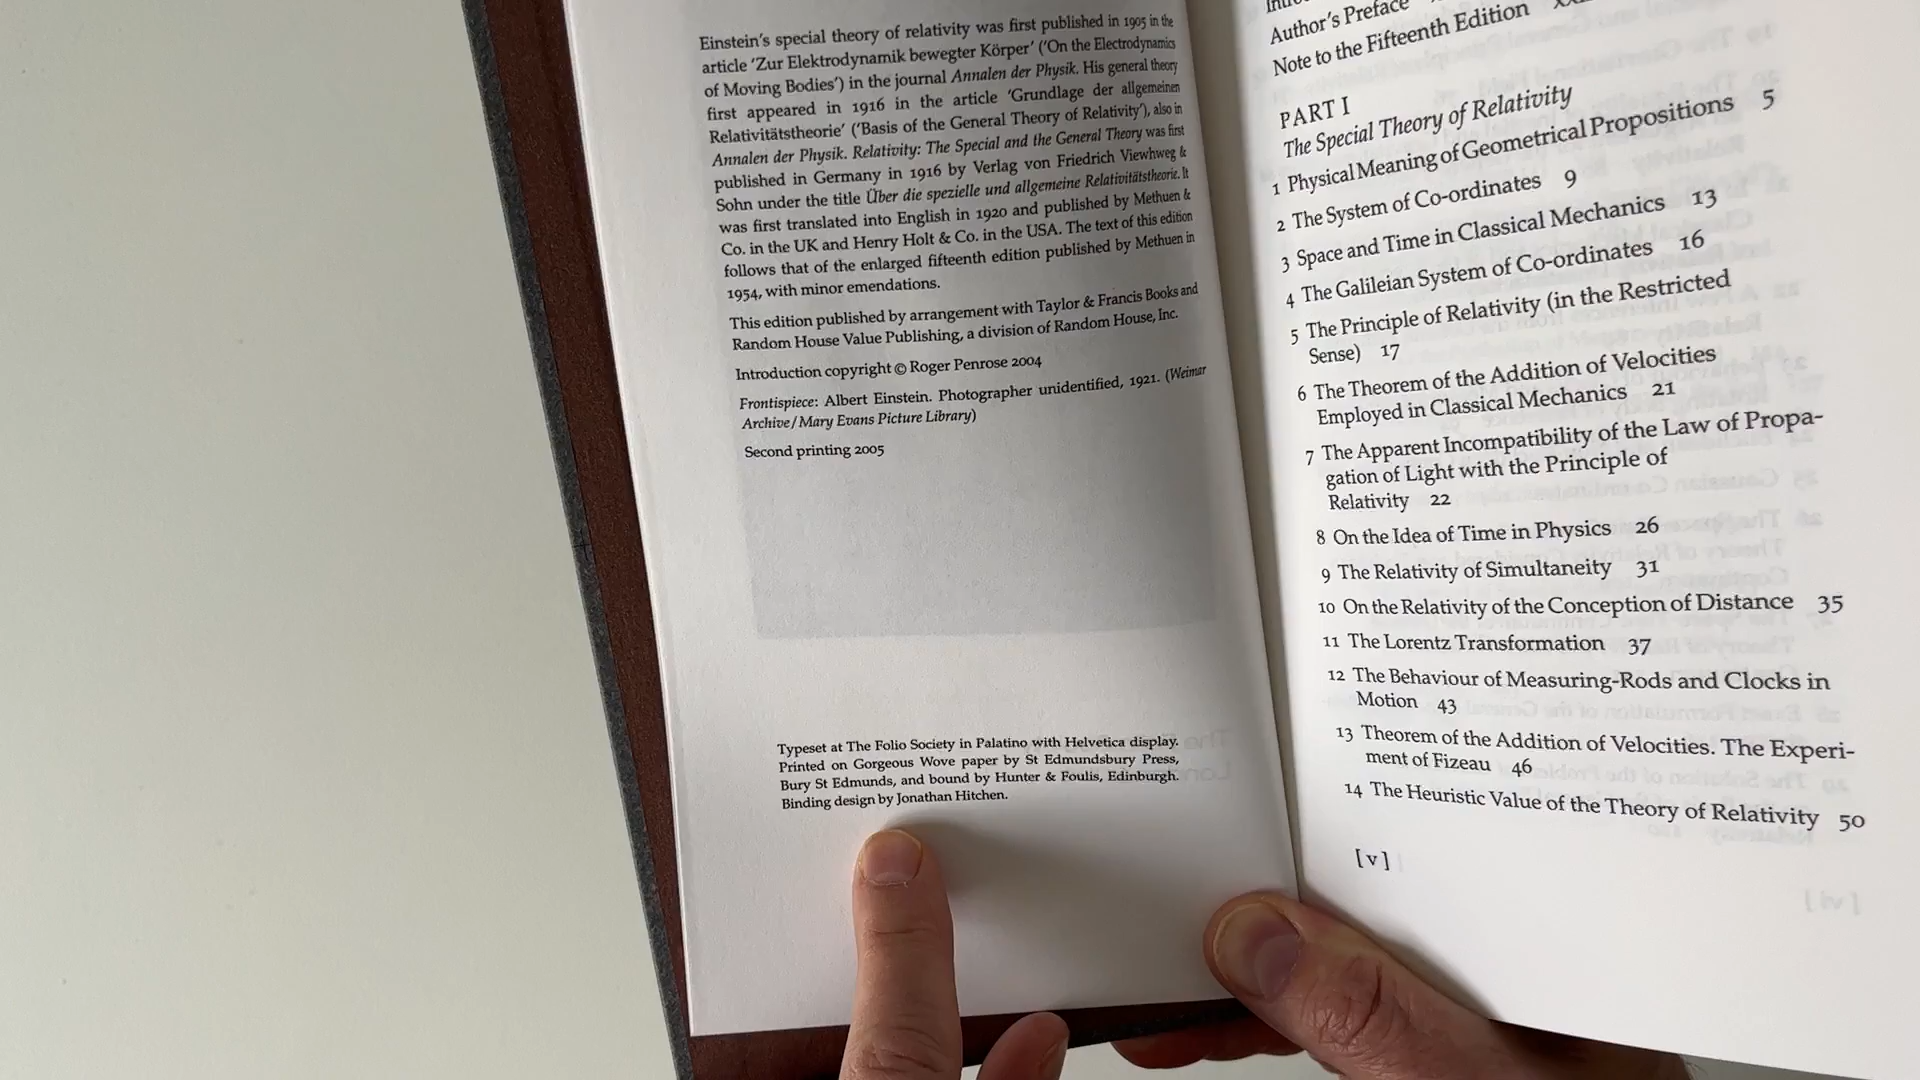 Einstein's special theory of relativity was first published in 1905 in the
article 'Zur Elektrodynamik bewegter Körper' ('On the Electrodynamics
of Moving Bodies') in the journal Annalen der Physik. His general theory
first appeared in 1916 in the article 'Grundlage der allgemeinen
Relativitätstheorie' ('Basis of the General Theory of Relativity'), also in
Annalen der Physik. Relativity: The Special and the General Theory was first
published in Germany in 1916 by Verlag von Friedrich Viewhweg &
Sohn under the title Über die spezielle und allgemeine Relativitätstheorie. It
was first translated into English in 1920 and published by Methuen &
Co. in the UK and Henry Holt & Co. in the USA. The text of this edition
follows that of the enlarged fifteenth edition published by Methuen in
1954, with minor emendations.
This edition published by arrangement with Taylor & Francis Books and
Random House Value Publishing, a division of Random House, Inc.
Introduction copyright © Roger Penrose 2004
Frontispiece: Albert Einstein. Photographer unidentified, 1921. (Weimar
Archive/Mary Evans Picture Library)
Second printing 2005
Typeset at The Folio Society in Palatino with Helvetica display.
Printed on Gorgeous Wove paper by St Edmundsbury Press,
Bury St Edmunds, and bound by Hunter & Foulis, Edinburgh.
Binding design by Jonathan Hitchen.
Author's Preface
Note to the Fifteenth Edition
PART I
The Special Theory of Relativity
1 Physical Meaning of Geometrical Propositions 5
2 The System of Co-ordinates 9
3 Space and Time in Classical Mechanics 13
4 The Galileian System of Co-ordinates 16
5 The Principle of Relativity (in the Restricted
Sense) 17
6 The Theorem of the Addition of Velocities
Employed in Classical Mechanics 21
7 The Apparent Incompatibility of the Law of Propa-
gation of Light with the Principle of
Relativity 22
8 On the Idea of Time in Physics 26
9 The Relativity of Simultaneity 31
10 On the Relativity of the Conception of Distance 35
11 The Lorentz Transformation 37
12 The Behaviour of Measuring-Rods and Clocks in
Motion 43
13 Theorem of the Addition of Velocities. The Experi-
ment of Fizeau 46
14 The Heuristic Value of the Theory of Relativity 50
[v]